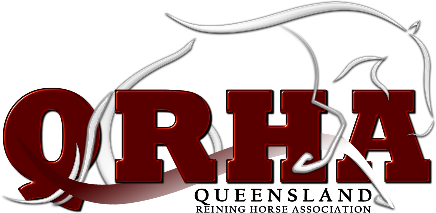 QRHA
QUEENSLAND
REINING HORSE ASSOCIATION